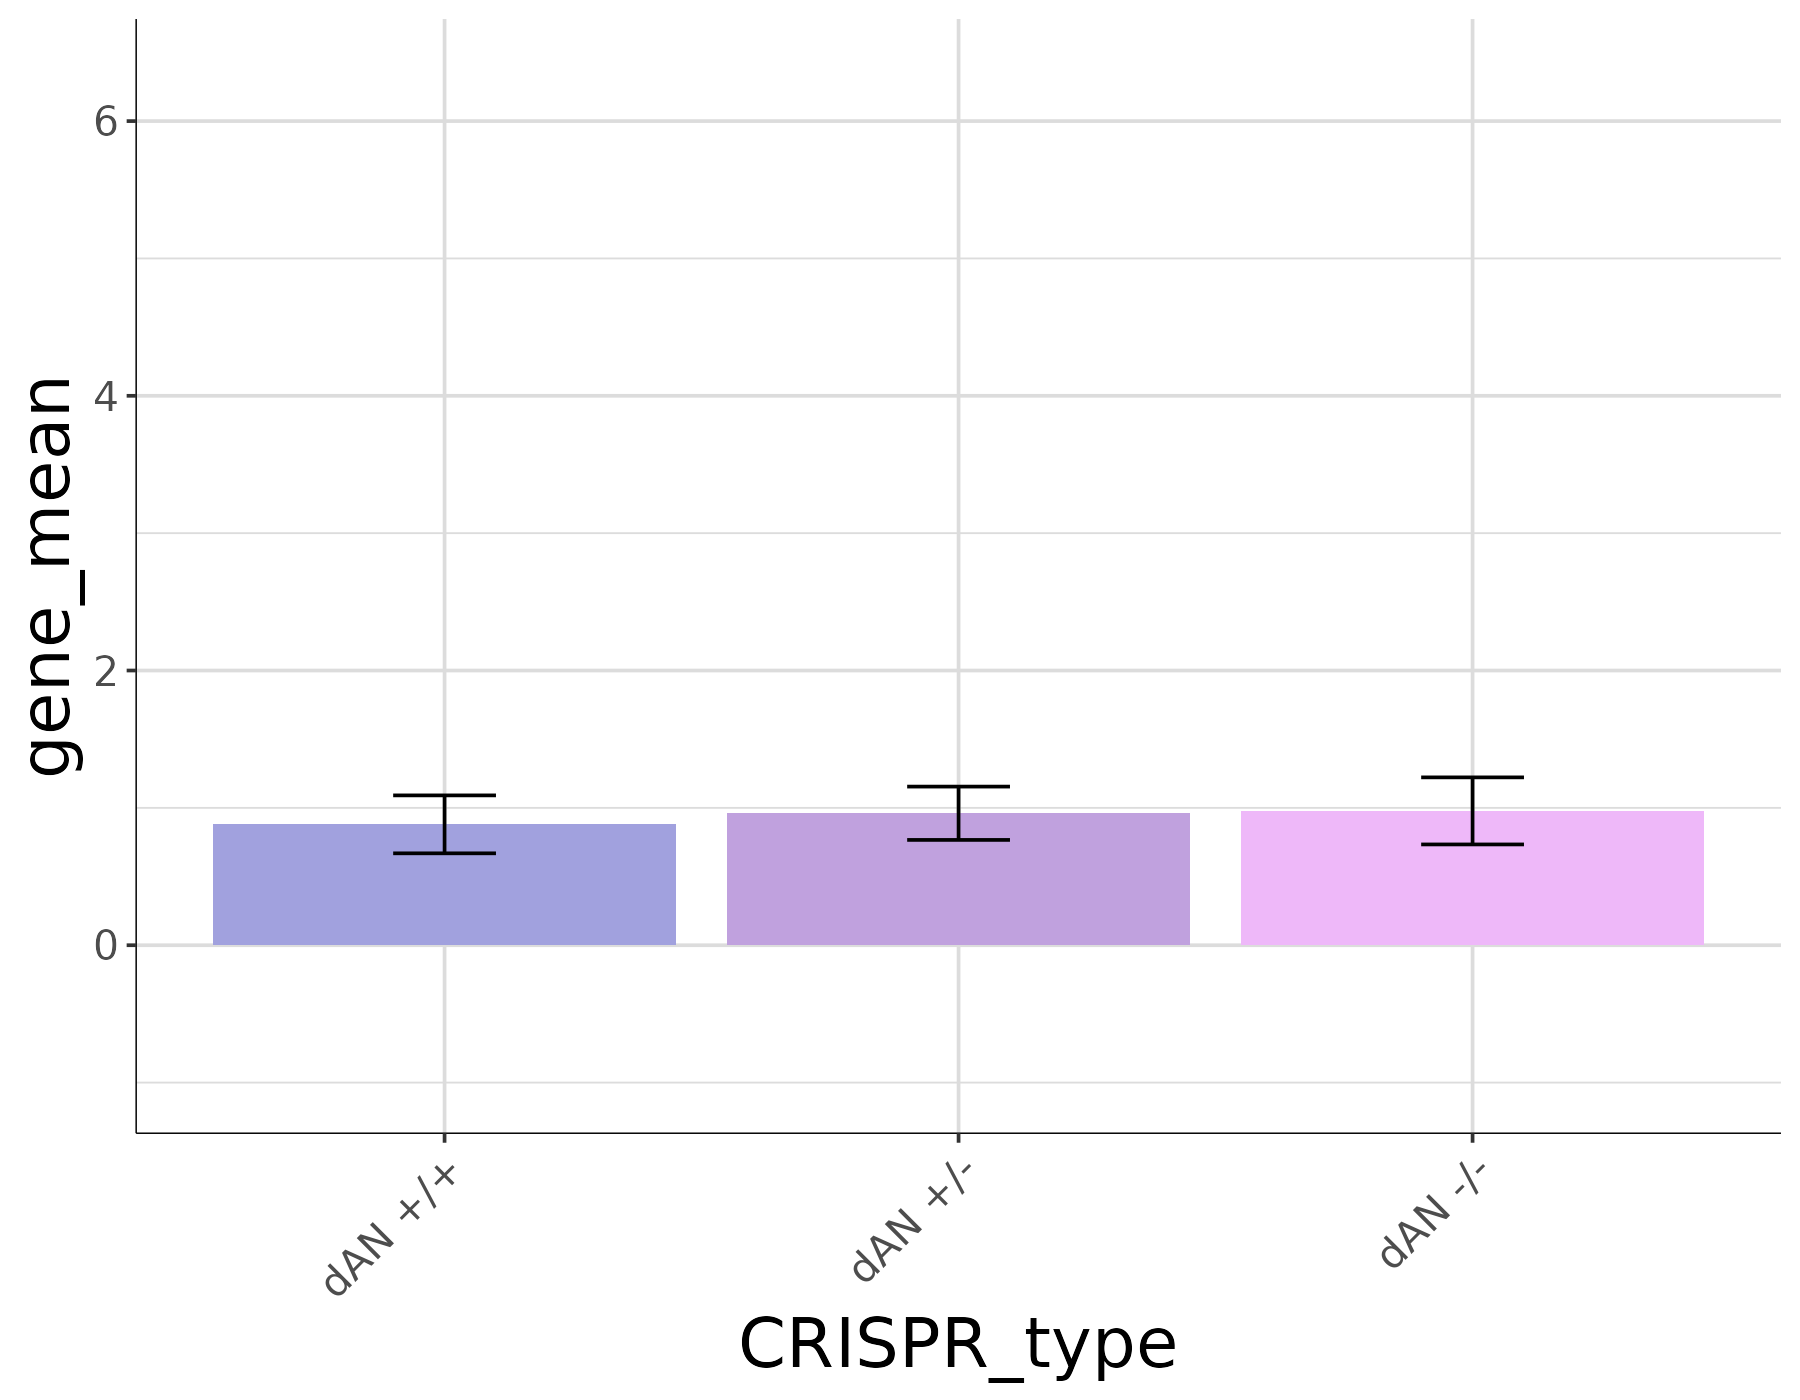 gene_mean
6
4
2
0
dAN +/+
dAN +/-
dAN -/-
CRISPR_type